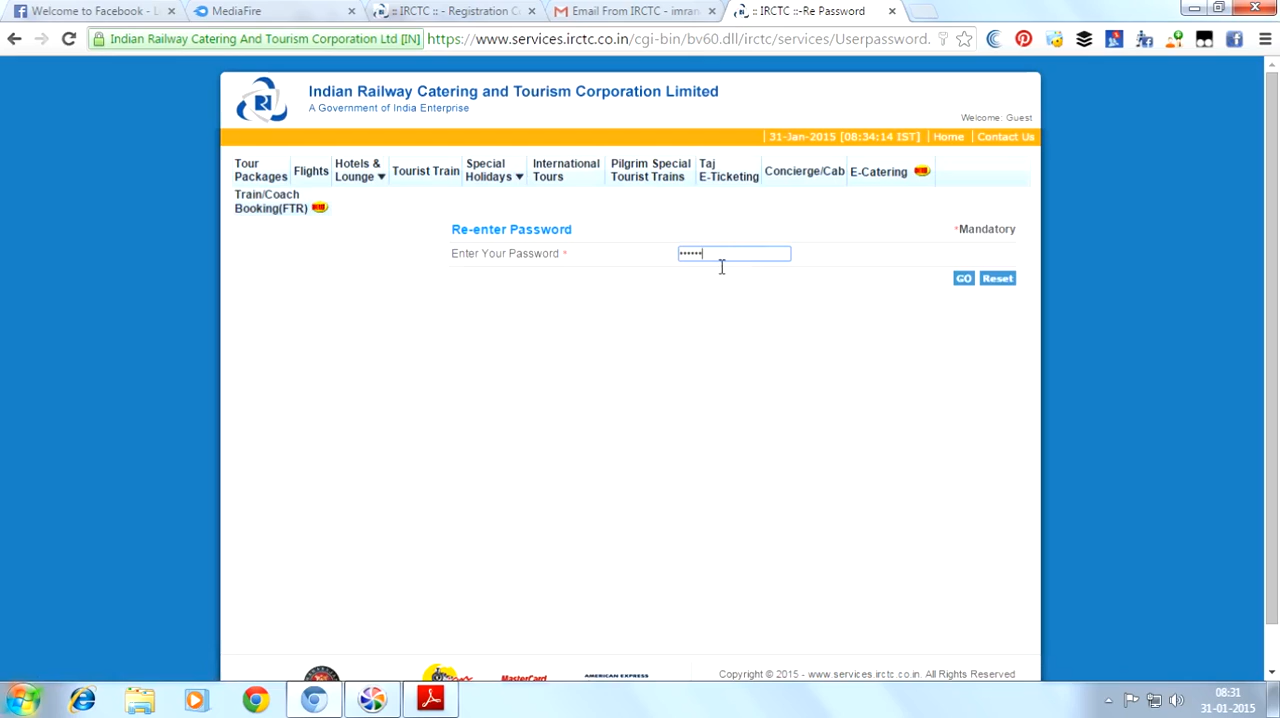 Welcome to Facebook - L
MediaFire
:: IRCTC :: - Registration C
Email From IRCTC - imran
:: IRCTC ::-Re Password
Indian Railway Catering And Tourism Corporation Ltd [IN]
https://www.services.irctc.co.in/cgi-bin/bv60.dll/irctc/services/Userpassword.
Indian Railway Catering and Tourism Corporation Limited
A Government of India Enterprise
Welcome: Guest
31-Jan-2015 [08:34:14 IST] Home Contact Us
Tour Packages
Flights
Hotels & Lounge
Tourist Train
Special Holidays
International Tours
Pilgrim Special Tourist Trains
Taj E-Ticketing
Concierge/Cab
E-Catering
Train/Coach Booking(FTR)
Re-enter Password
*Mandatory
Enter Your Password *
••••••
GO Reset
MasterCard
AMERICAN EXPRESS
Copyright © 2015 - www.services.irctc.co.in. All Rights Reserved
08:31
31-01-2015